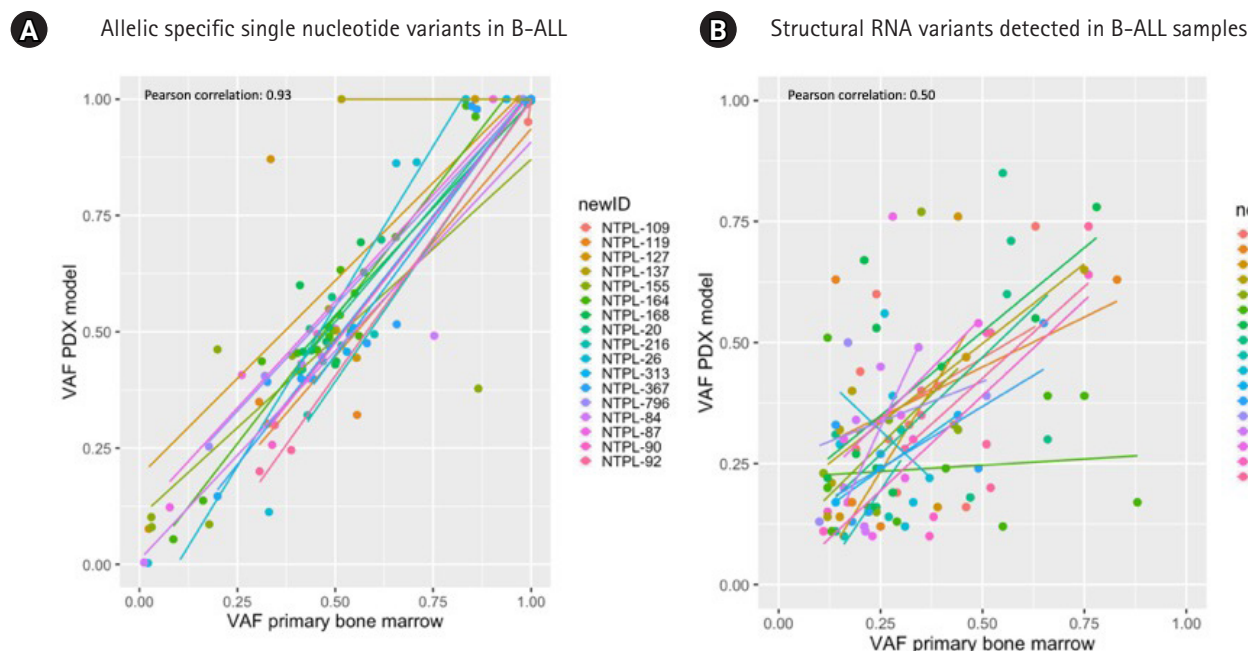 A
Allelic specific single nucleotide variants in B-ALL
Pearson correlation: 0.93
1.00
0.75
0.50
0.25
0.00
VAF PDX model
0.00 0.25 0.50 0.75 1.00
VAF primary bone marrow
newID
NTPL-109
NTPL-119
NTPL-127
NTPL-137
NTPL-155
NTPL-164
NTPL-168
NTPL-20
NTPL-216
NTPL-26
NTPL-313
NTPL-367
NTPL-796
NTPL-84
NTPL-87
NTPL-90
NTPL-92
B
Structural RNA variants detected in B-ALL samples
Pearson correlation: 0.50
1.00
0.75
0.50
0.25
0.00
VAF PDX model
0.00 0.25 0.50 0.75 1.00
VAF primary bone marrow